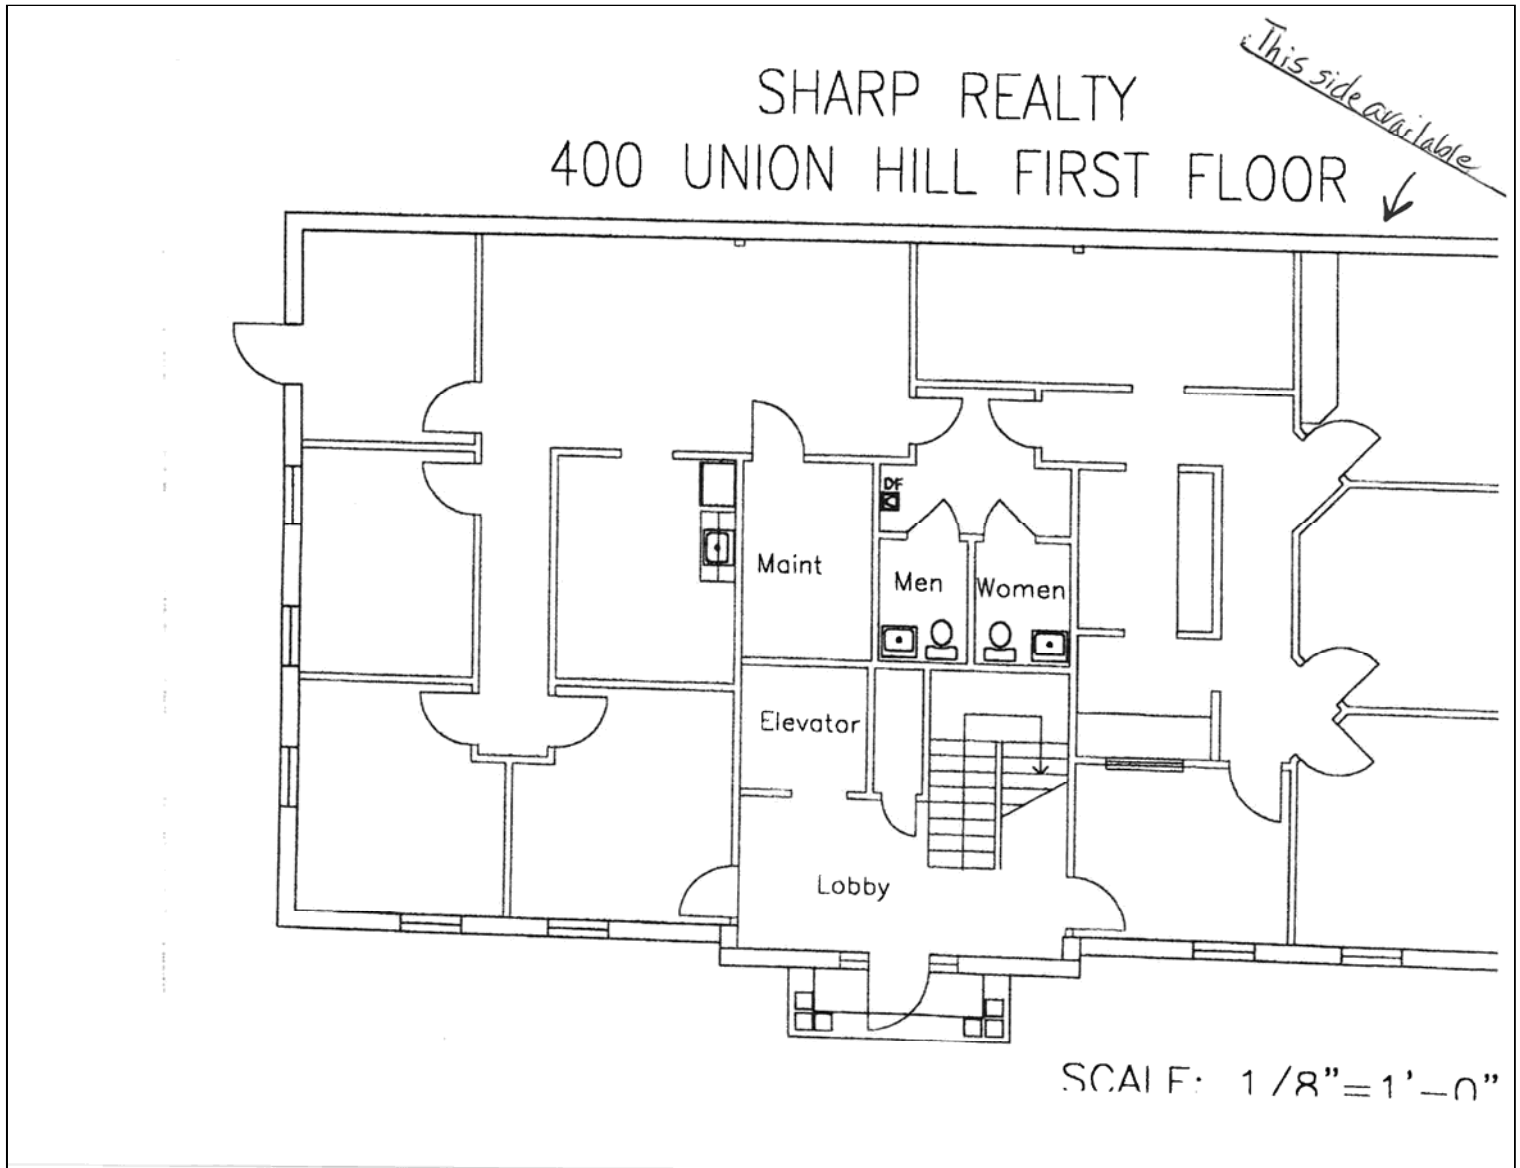 This side available
SHARP REALTY
400 UNION HILL FIRST FLOOR
DF
Maint
Men
Women
Elevator
Lobby
SCALE: 1/8"=1'-0"